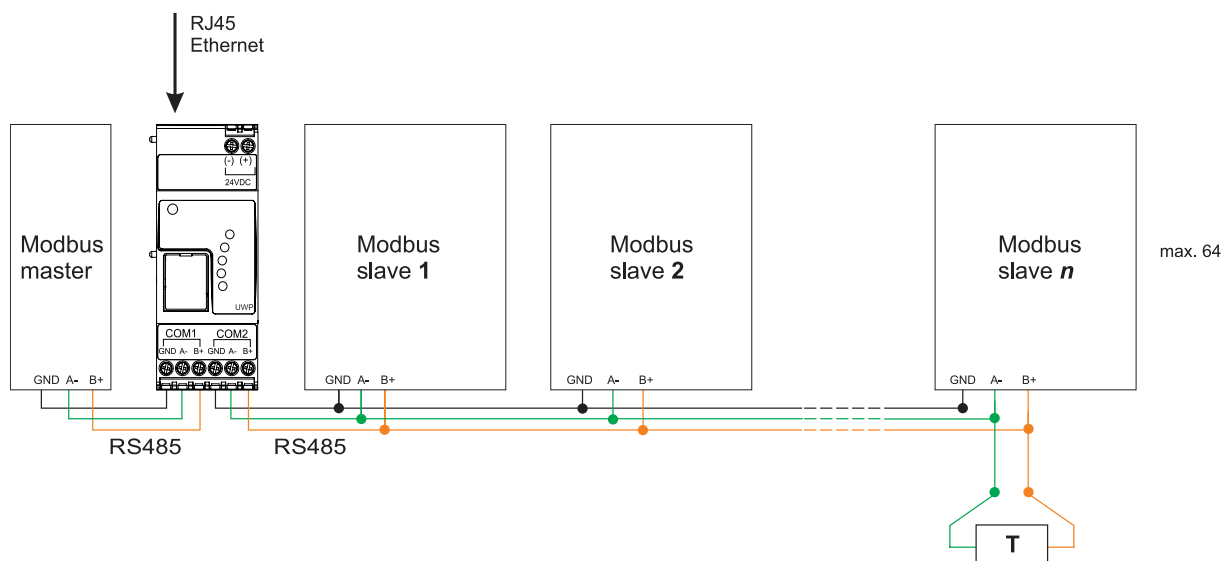 RJ45
Ethernet
(-) (+)
24VDC
Modbus
master
UWP
COM1 COM2
GND A- B+ GND A- B+
Modbus
slave 1
Modbus
slave 2
Modbus
slave n
max. 64
GND A- B+
GND A- B+
GND A- B+
GND A- B+
RS485
RS485
T